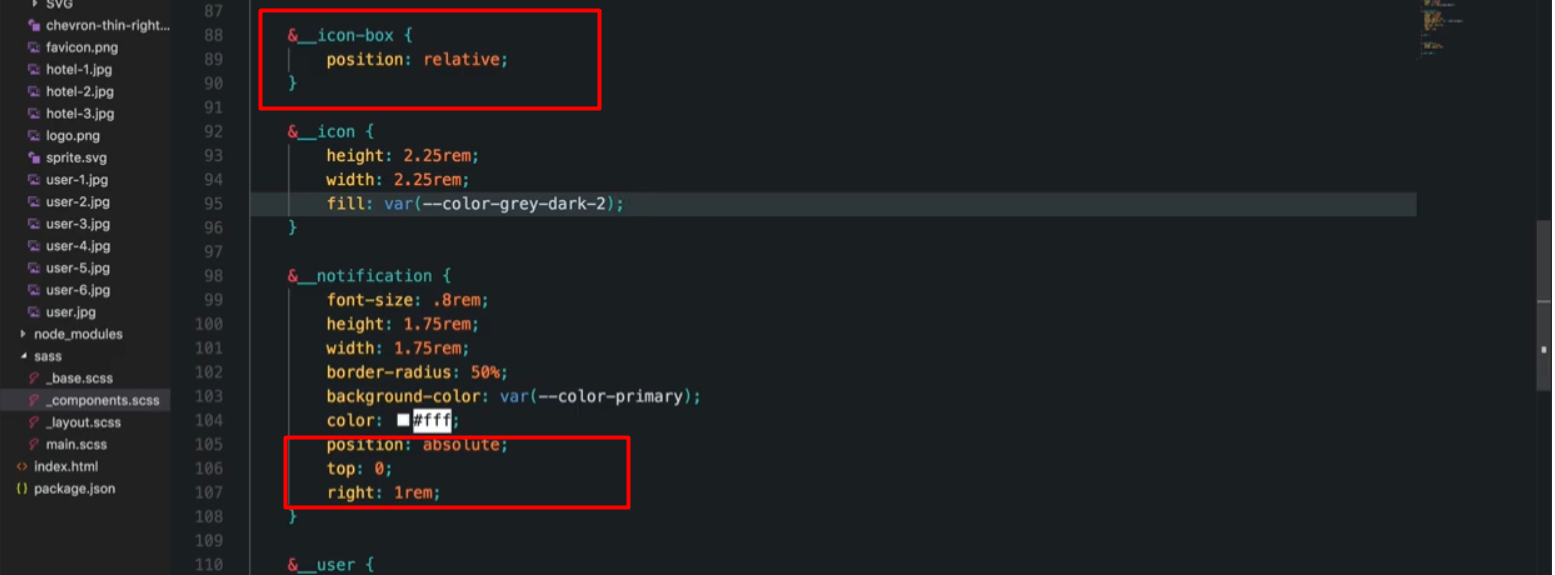 SVG
chevron-thin-right...
favicon.png
hotel-1.jpg
hotel-2.jpg
hotel-3.jpg
logo.png
sprite.svg
user-1.jpg
user-2.jpg
user-3.jpg
user-4.jpg
user-5.jpg
user-6.jpg
user.jpg
node_modules
sass
_base.scss
_components.scss
_layout.scss
main.scss
<> index.html
{} package.json
87
88 &__icon-box {
89 position: relative;
90 }
91
92 &__icon {
93 height: 2.25rem;
94 width: 2.25rem;
95 fill: var(--color-grey-dark-2);
96 }
97
98 &__notification {
99 font-size: .8rem;
100 height: 1.75rem;
101 width: 1.75rem;
102 border-radius: 50%;
103 background-color: var(--color-primary);
104 color: #fff;
105 position: absolute;
106 top: 0;
107 right: 1rem;
108 }
109
110 &__user {